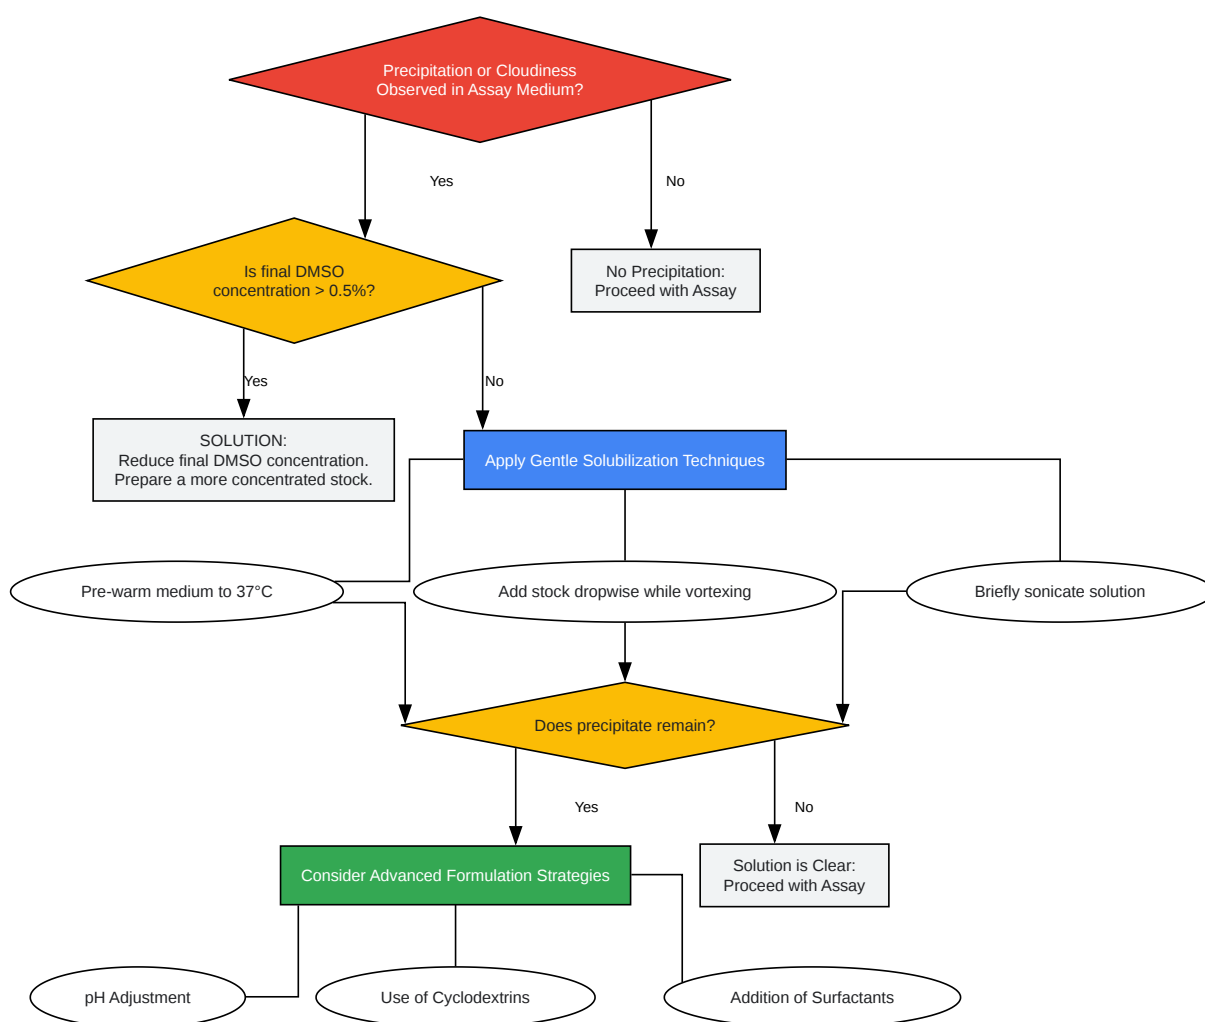 Precipitation or Cloudiness
Observed in Assay Medium?
Yes
No
Is final DMSO
concentration > 0.5%?
No Precipitation:
Proceed with Assay
Yes
No
SOLUTION:
Reduce final DMSO concentration.
Prepare a more concentrated stock.
Apply Gentle Solubilization Techniques
Pre-warm medium to 37°C
Add stock dropwise while vortexing
Briefly sonicate solution
Does precipitate remain?
Yes
No
Consider Advanced Formulation Strategies
Solution is Clear:
Proceed with Assay
pH Adjustment
Use of Cyclodextrins
Addition of Surfactants